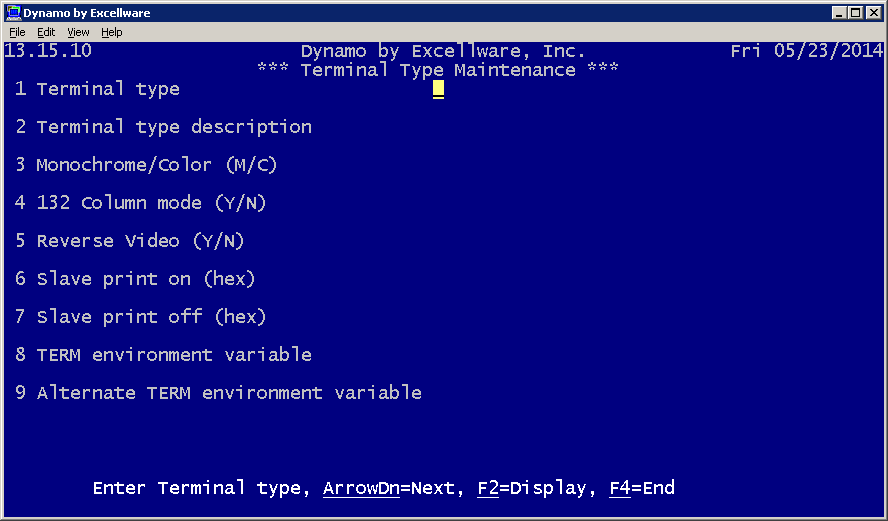 Dynamo by Excellware
File Edit View Help
13.15.10 Dynamo by Excellware, Inc. Fri 05/23/2014
*** Terminal Type Maintenance ***
1 Terminal type
2 Terminal type description
3 Monochrome/Color (M/C)
4 132 Column mode (Y/N)
5 Reverse Video (Y/N)
6 Slave print on (hex)
7 Slave print off (hex)
8 TERM environment variable
9 Alternate TERM environment variable
Enter Terminal type, ArrowDn=Next, F2=Display, F4=End